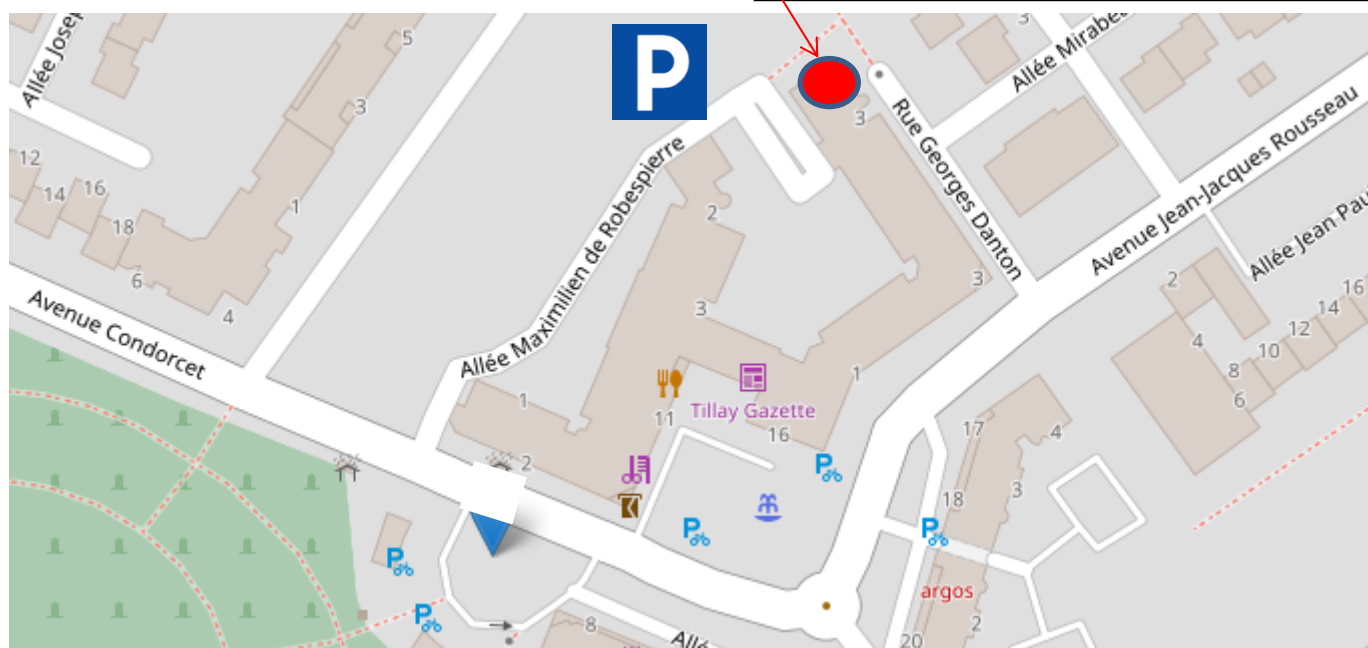 Allée Josep
5
3
12
14
16
18
1
6
4
Avenue Condorcet
P
Allée Maximilien de Robespierre
2
3
1
2
11
Tillay Gazette
16
1
3
3
Rue Georges Danton
3
Allée Mirabeau
Avenue Jean-Jacques Rousseau
Allée Jean Pau
2
4
6
8
10
12
14
16
17
4
3
18
P
P
P
P
P
argos
2
20
8
Allé